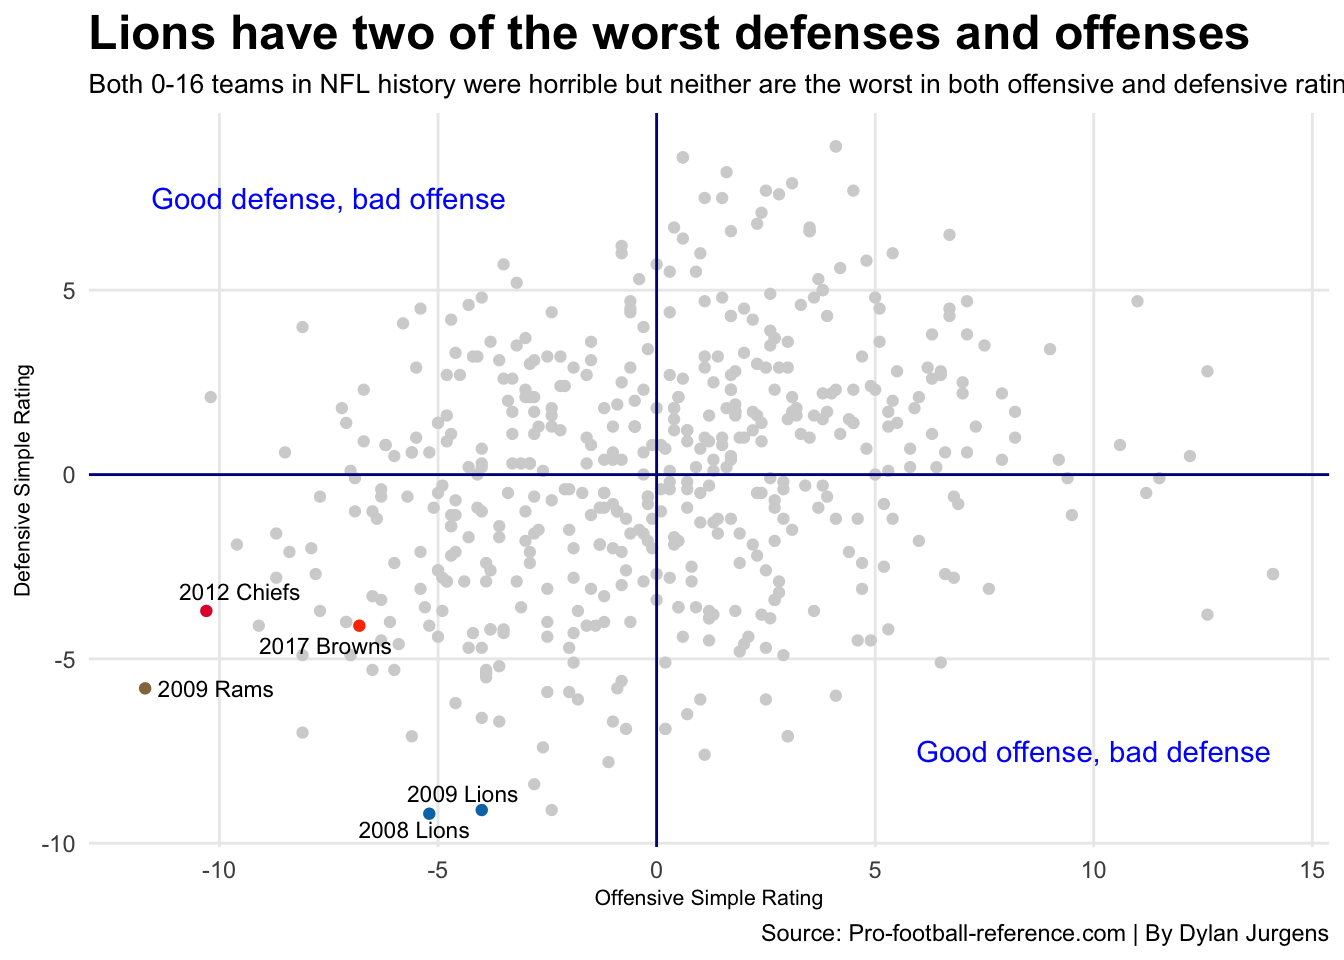 Lions have two of the worst defenses and offenses
Both 0-16 teams in NFL history were horrible but neither are the worst in both offensive and defensive ratin
Good defense, bad offense
5
0
2012 Chiefs
2017 Browns
-5
2009 Rams
Good offense, bad defense
2009 Lions
2008 Lions
-10
Defensive Simple Rating
-10 -5 0 5 10 15
Offensive Simple Rating
Source: Pro-football-reference.com | By Dylan Jurgens